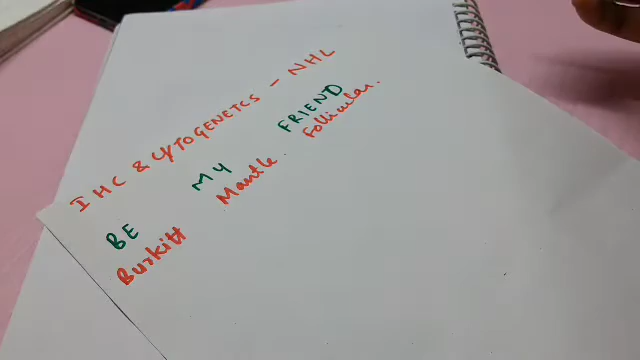 IHC & CYTOGENETICS - NHL
BE MY FRIEND
Burkitt Mantle. Follicular.